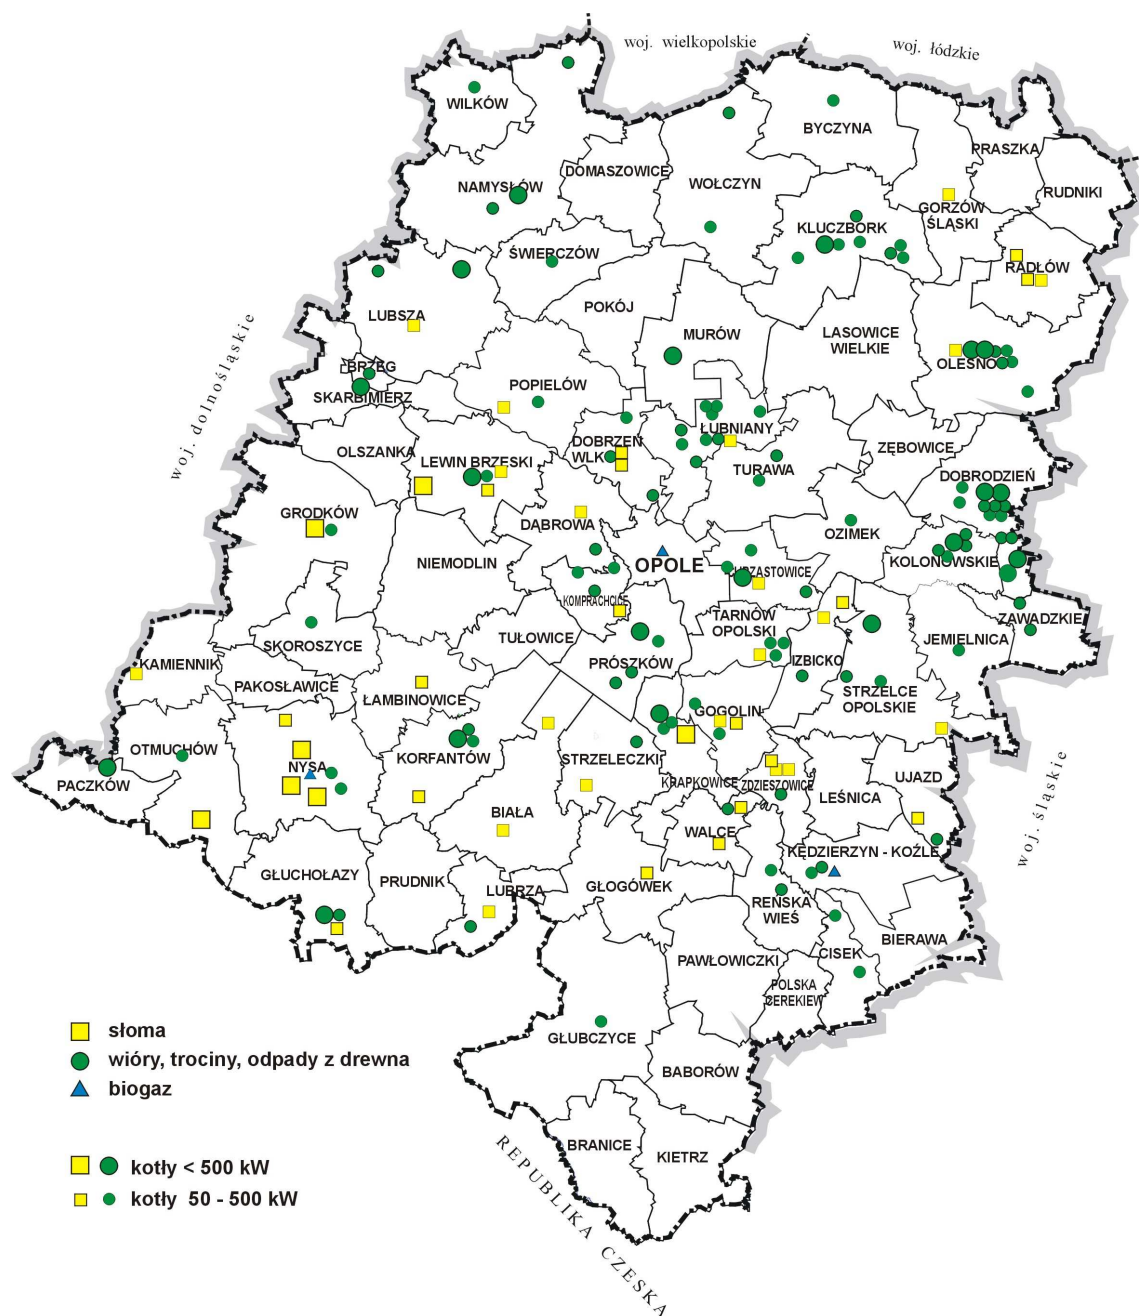 woj. wielkopolskie
woj. łódzkie
WILKÓW
BYCZYNA
PRASZKA
DOMASZOWICE
NAMYSŁÓW
WOŁCZYN
RUDNIKI
GORZÓW
ŚLĄSKI
KLUCZBORK
ŚWIERCZÓW
RADŁÓW
POKÓJ
LUBSZA
MURÓW
LASOWICE
WIELKIE
woj. dolnośląskie
BRZEG
OLESNO
SKARBIMIERZ
POPIELÓW
ŁUBNIANY
OLSZANKA
DOBRZEŃ
WLK
ZĘBOWICE
LEWIN BRZESKI
TURAWA
DOBRODZIEŃ
GRODKÓW
DĄBROWA
OZIMEK
NIEMODLIN
OPOLE
KOLONOWSKIE
KOMPRACHCICE
TARNÓW
OPOLSKI
ZAWADZKIE
SKOROSZYCE
TUŁOWICE
JEMIELNICA
KAMIENNIK
PRÓSZKÓW
IZBICKO
PAKOSŁAWICE
ŁAMBINOWICE
STRZELCE
OPOLSKIE
GOGOLIN
OTMUCHÓW
KORFANTÓW
STRZELECZKI
NYSA
UJAZD
PACZKÓW
KRAPKOWICE
ZDZIESZOWICE
LEŚNICA
woj. śląskie
BIAŁA
WALCE
KĘDZIERZYN - KOŹLE
GŁUCHOŁAZY
PRUDNIK
LUBRZA
GŁOGÓWEK
REŃSKA
WIEŚ
BIERAWA
CISEK
PAWŁOWICZKI
POLSKA
CEREKIEW
słoma
GŁUBCZYCE
wióry, trociny, odpady z drewna
BABORÓW
biogaz
BRANICE
KIETRZ
kotły < 500 kW
kotły 50 - 500 kW
REPUBLIKA CZESKA